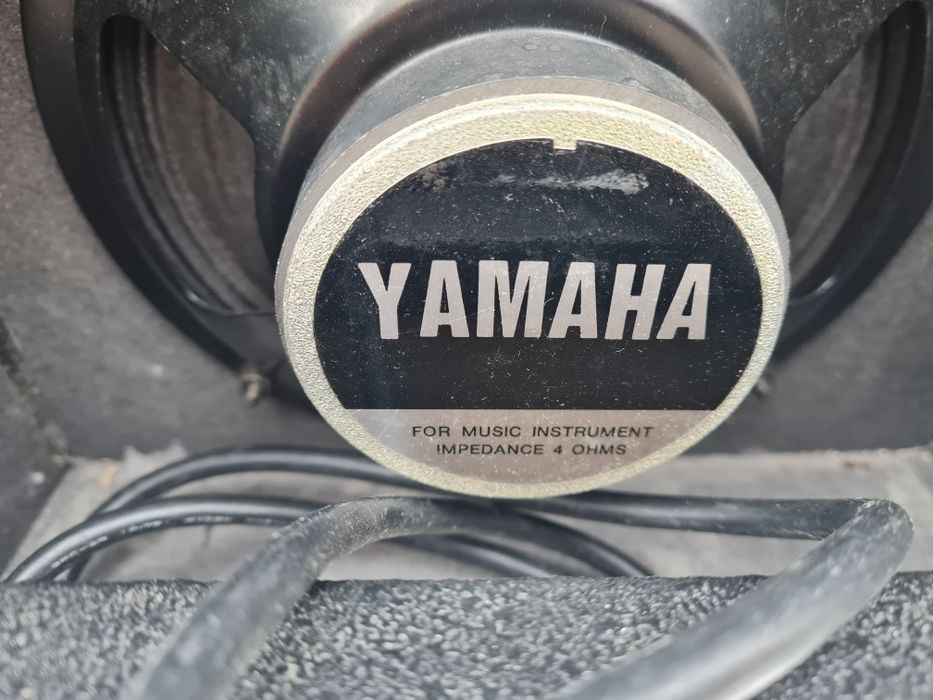 YAMAHA
FOR MUSIC INSTRUMENT
IMPEDANCE 4 OHMS